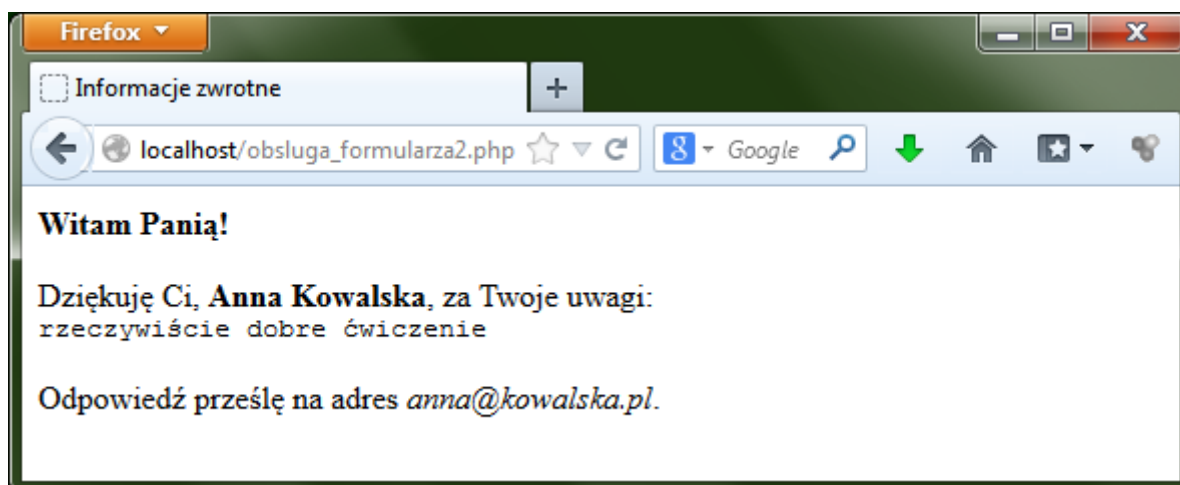 Firefox
Informacje zwrotne
localhost/obsluga_formularza2.php
Google
Witam Panią!
Dziękuję Ci, Anna Kowalska, za Twoje uwagi:
rzeczywiście dobre ćwiczenie
Odpowiedź prześlę na adres anna@kowalska.pl.